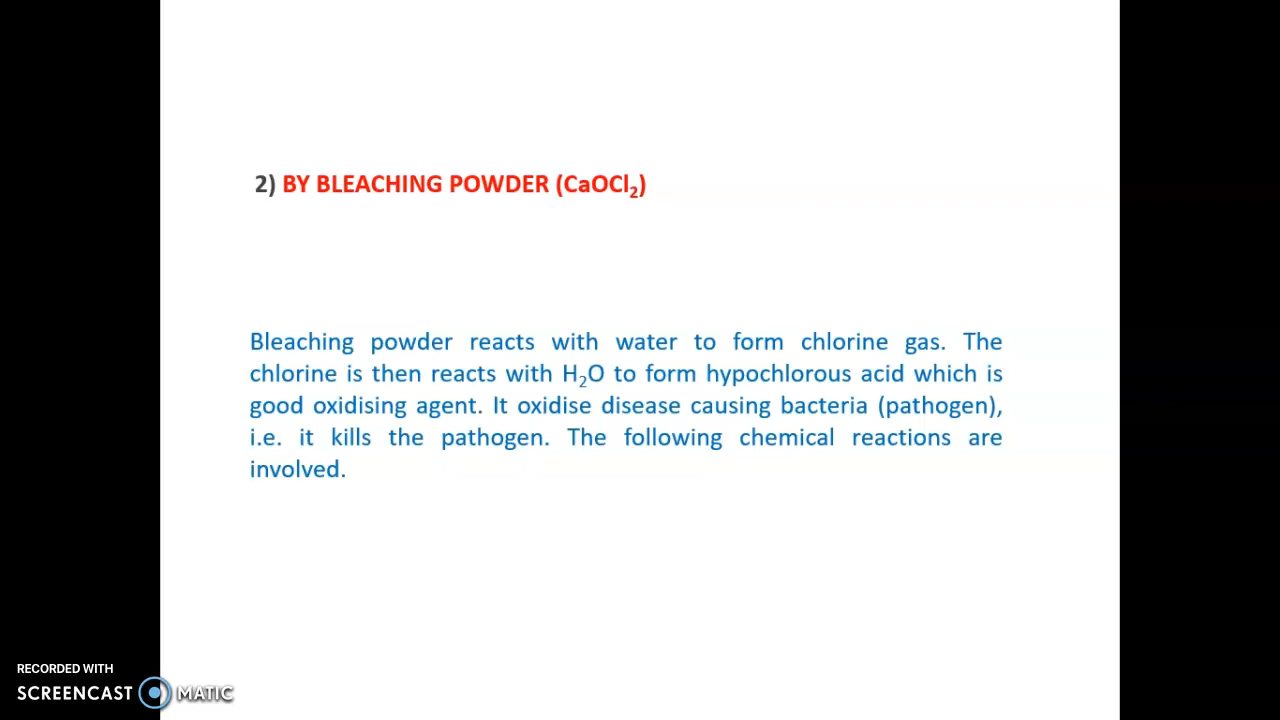 2) BY BLEACHING POWDER (CaOCl₂)
Bleaching powder reacts with water to form chlorine gas. The
chlorine is then reacts with H₂O to form hypochlorous acid which is
good oxidising agent. It oxidise disease causing bacteria (pathogen),
i.e. it kills the pathogen. The following chemical reactions are
involved.
RECORDED WITH
SCREENCAST MATIC